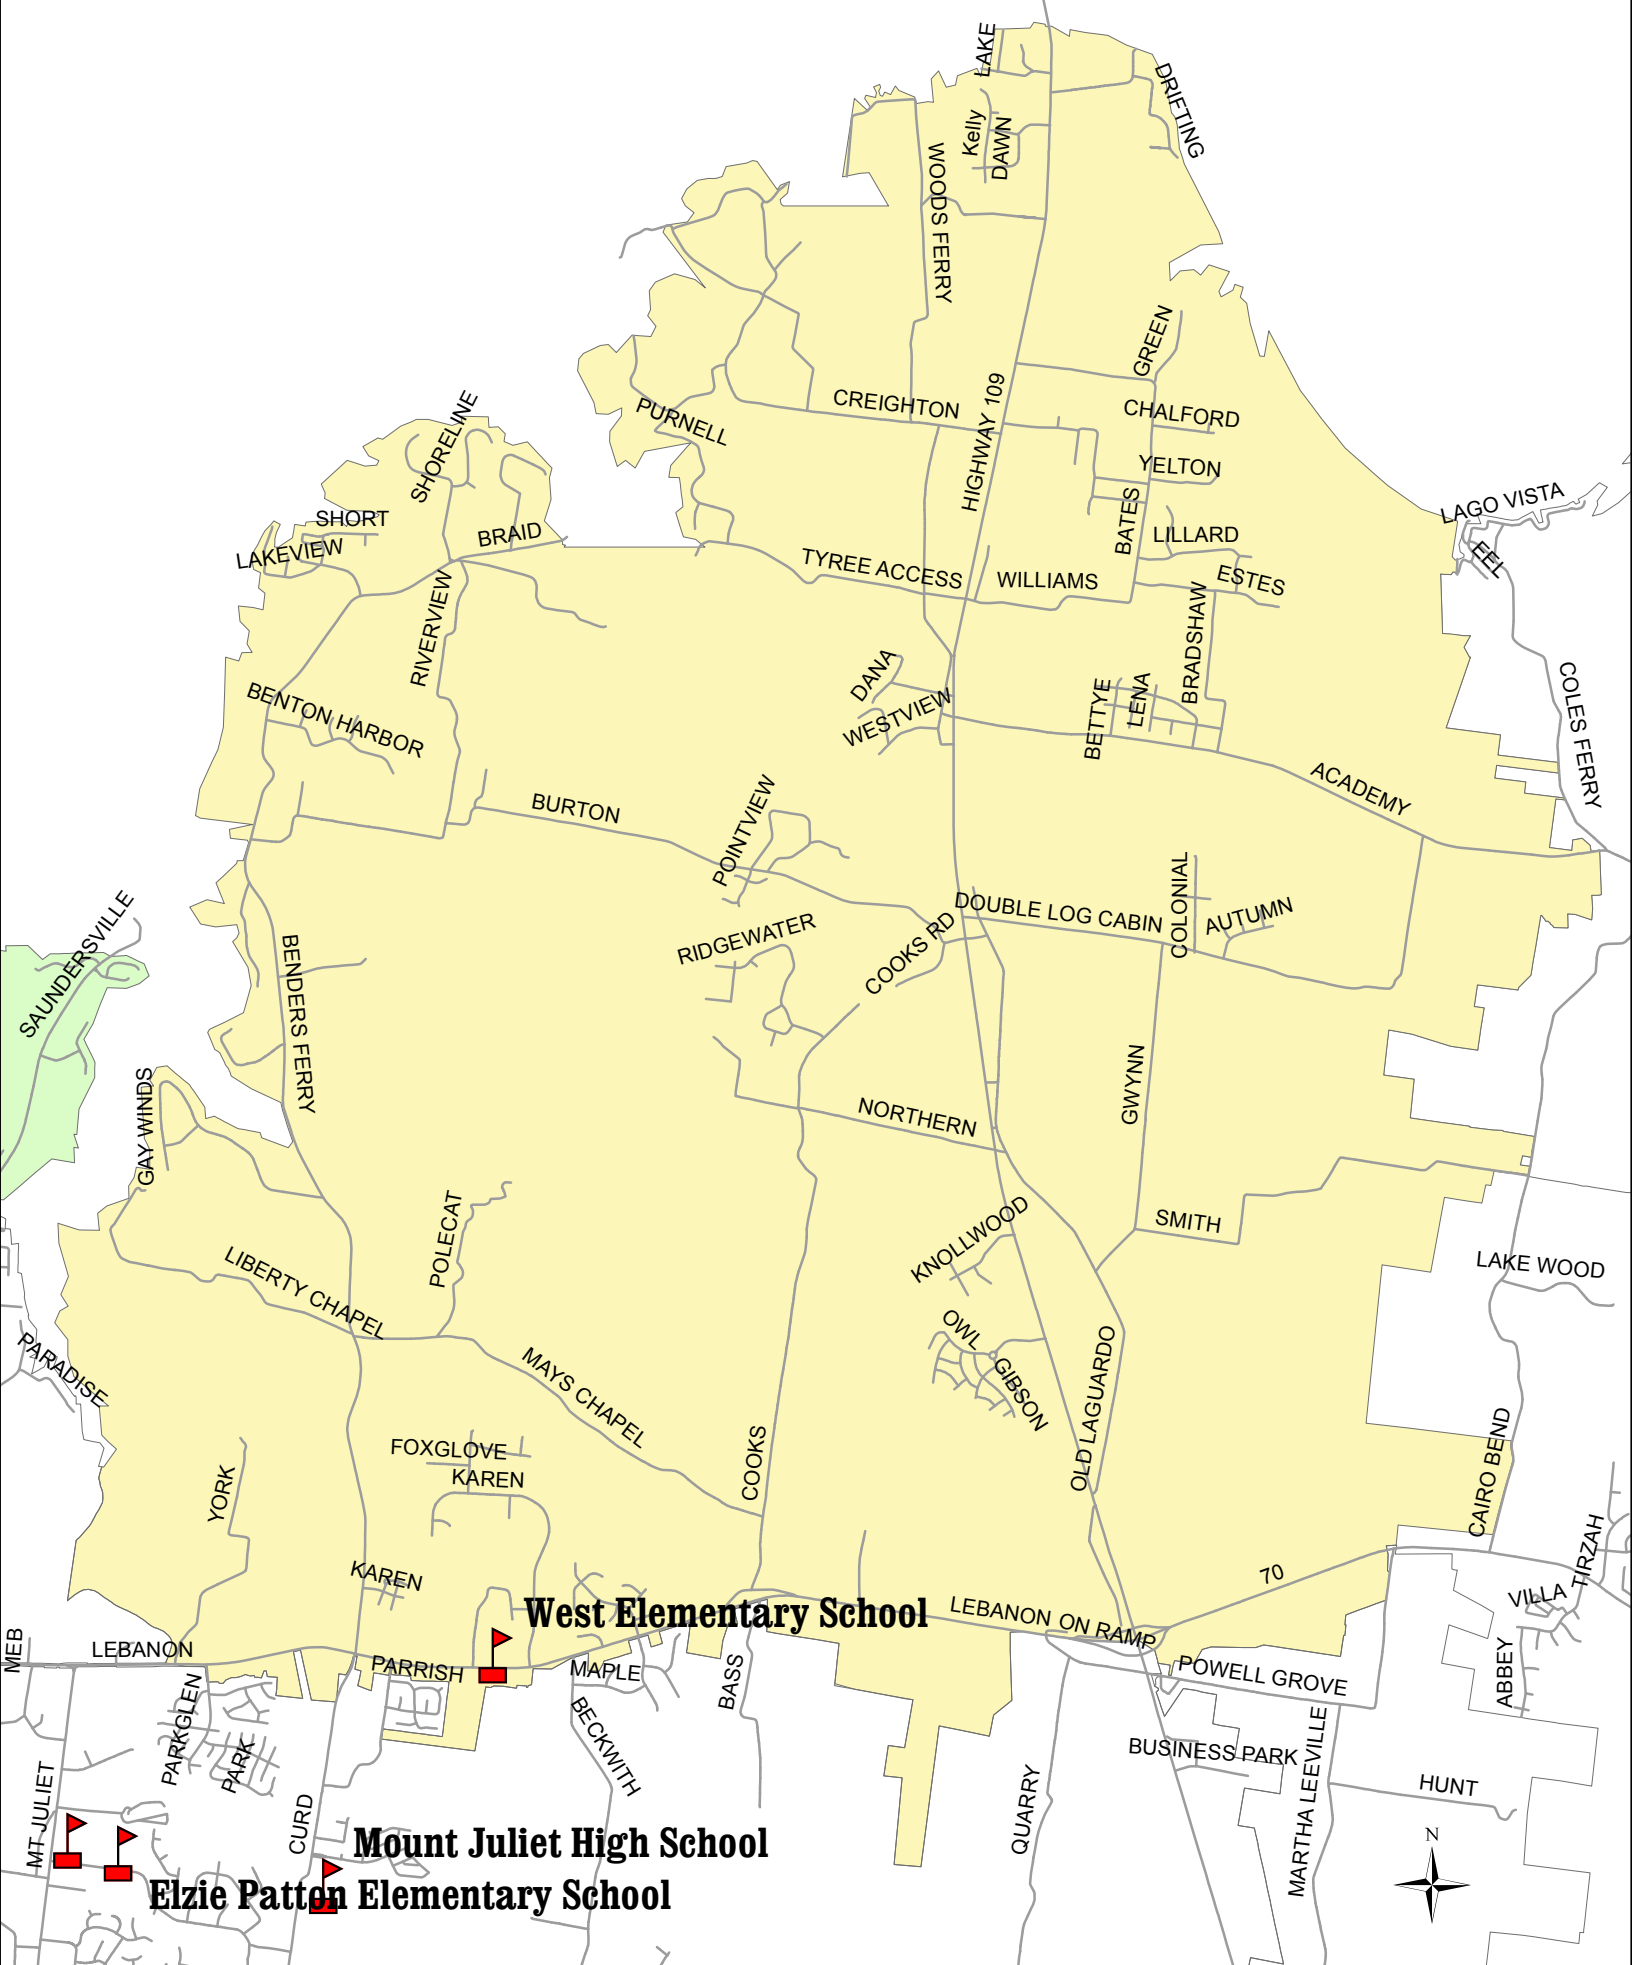 LAKE
DRIFTING
Kelly
DAWN
WOODS FERRY
GREEN
CREIGHTON
HIGHWAY 109
CHALFORD
PURNELL
SHORELINE
YELTON
LAGO VISTA
BATES
SHORT
BRAID
LILLARD
LAKEVIEW
EEL
TYREE ACCESS
WILLIAMS
ESTES
RIVERVIEW
BRADSHAW
DANA
BETTYE
LENA
WESTVIEW
BENTON HARBOR
COLES FERRY
ACADEMY
BURTON
POINTVIEW
COLONIAL
DOUBLE LOG CABIN
AUTUMN
SAUNDERSVILLE
RIDGEWATER
COOKS RD
BENDERS FERRY
GWYNN
GAY WINDS
NORTHERN
POLECAT
KNOLLWOOD
SMITH
LIBERTY CHAPEL
LAKE WOOD
OWL
PARADISE
MAYS CHAPEL
GIBSON
OLD LAGUARDO
COOKS
CAIRO BEND
FOXGLOVE
KAREN
YORK
TIRZAH
KAREN
70
VILLA
West Elementary School
LEBANON ON RAMP
MEB
LEBANON
PARRISH
MAPLE
BASS
POWELL GROVE
ABBEY
PARKGLEN
BECKWITH
PARK
BUSINESS PARK
MARTHA LEEVILLE
HUNT
MT JULIET
CURD
QUARRY
N
Mount Juliet High School
Elzie Patton Elementary School